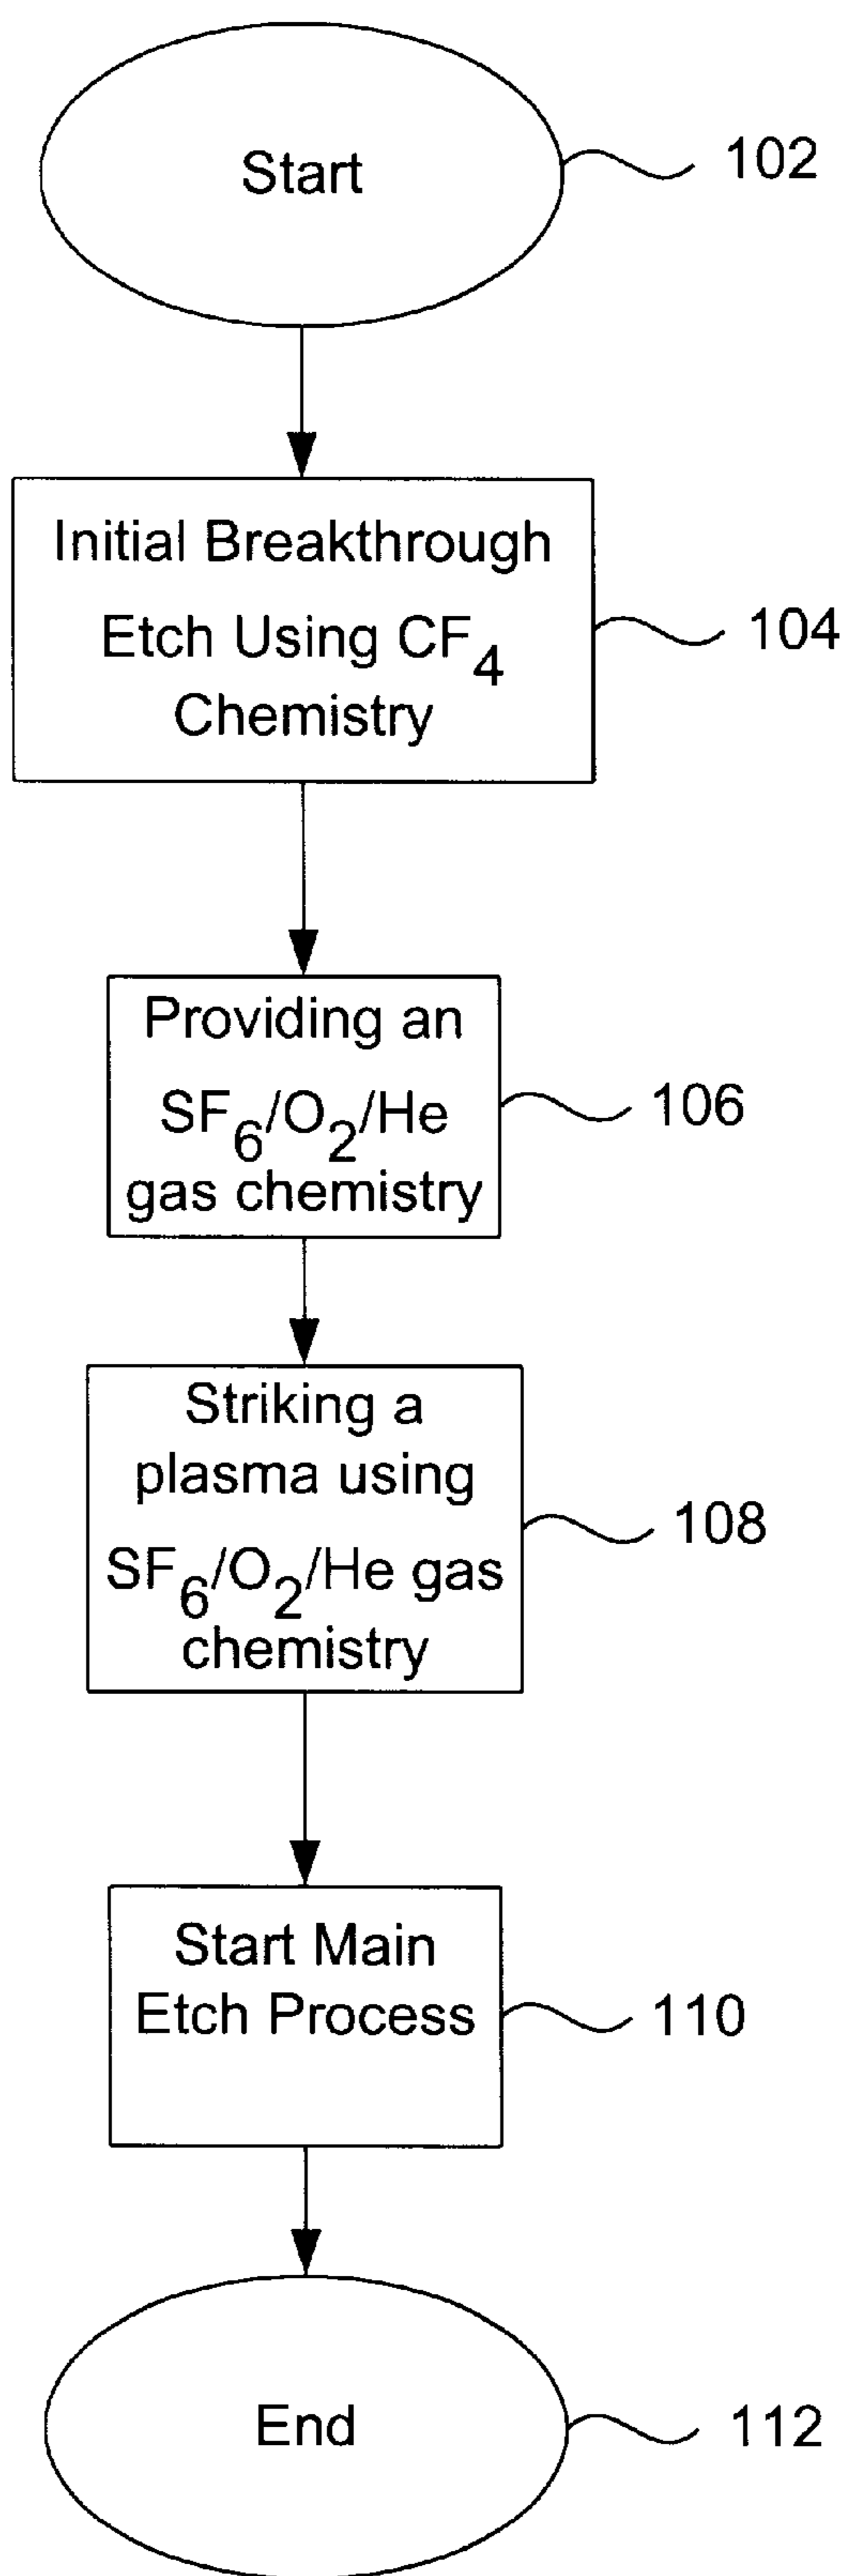 Start
102
Initial Breakthrough
Etch Using CF4
Chemistry
104
Providing an
SF6/O2/He
gas chemistry
106
Striking a
plasma using
SF6/O2/He gas
chemistry
108
Start Main
Etch Process
110
End
112